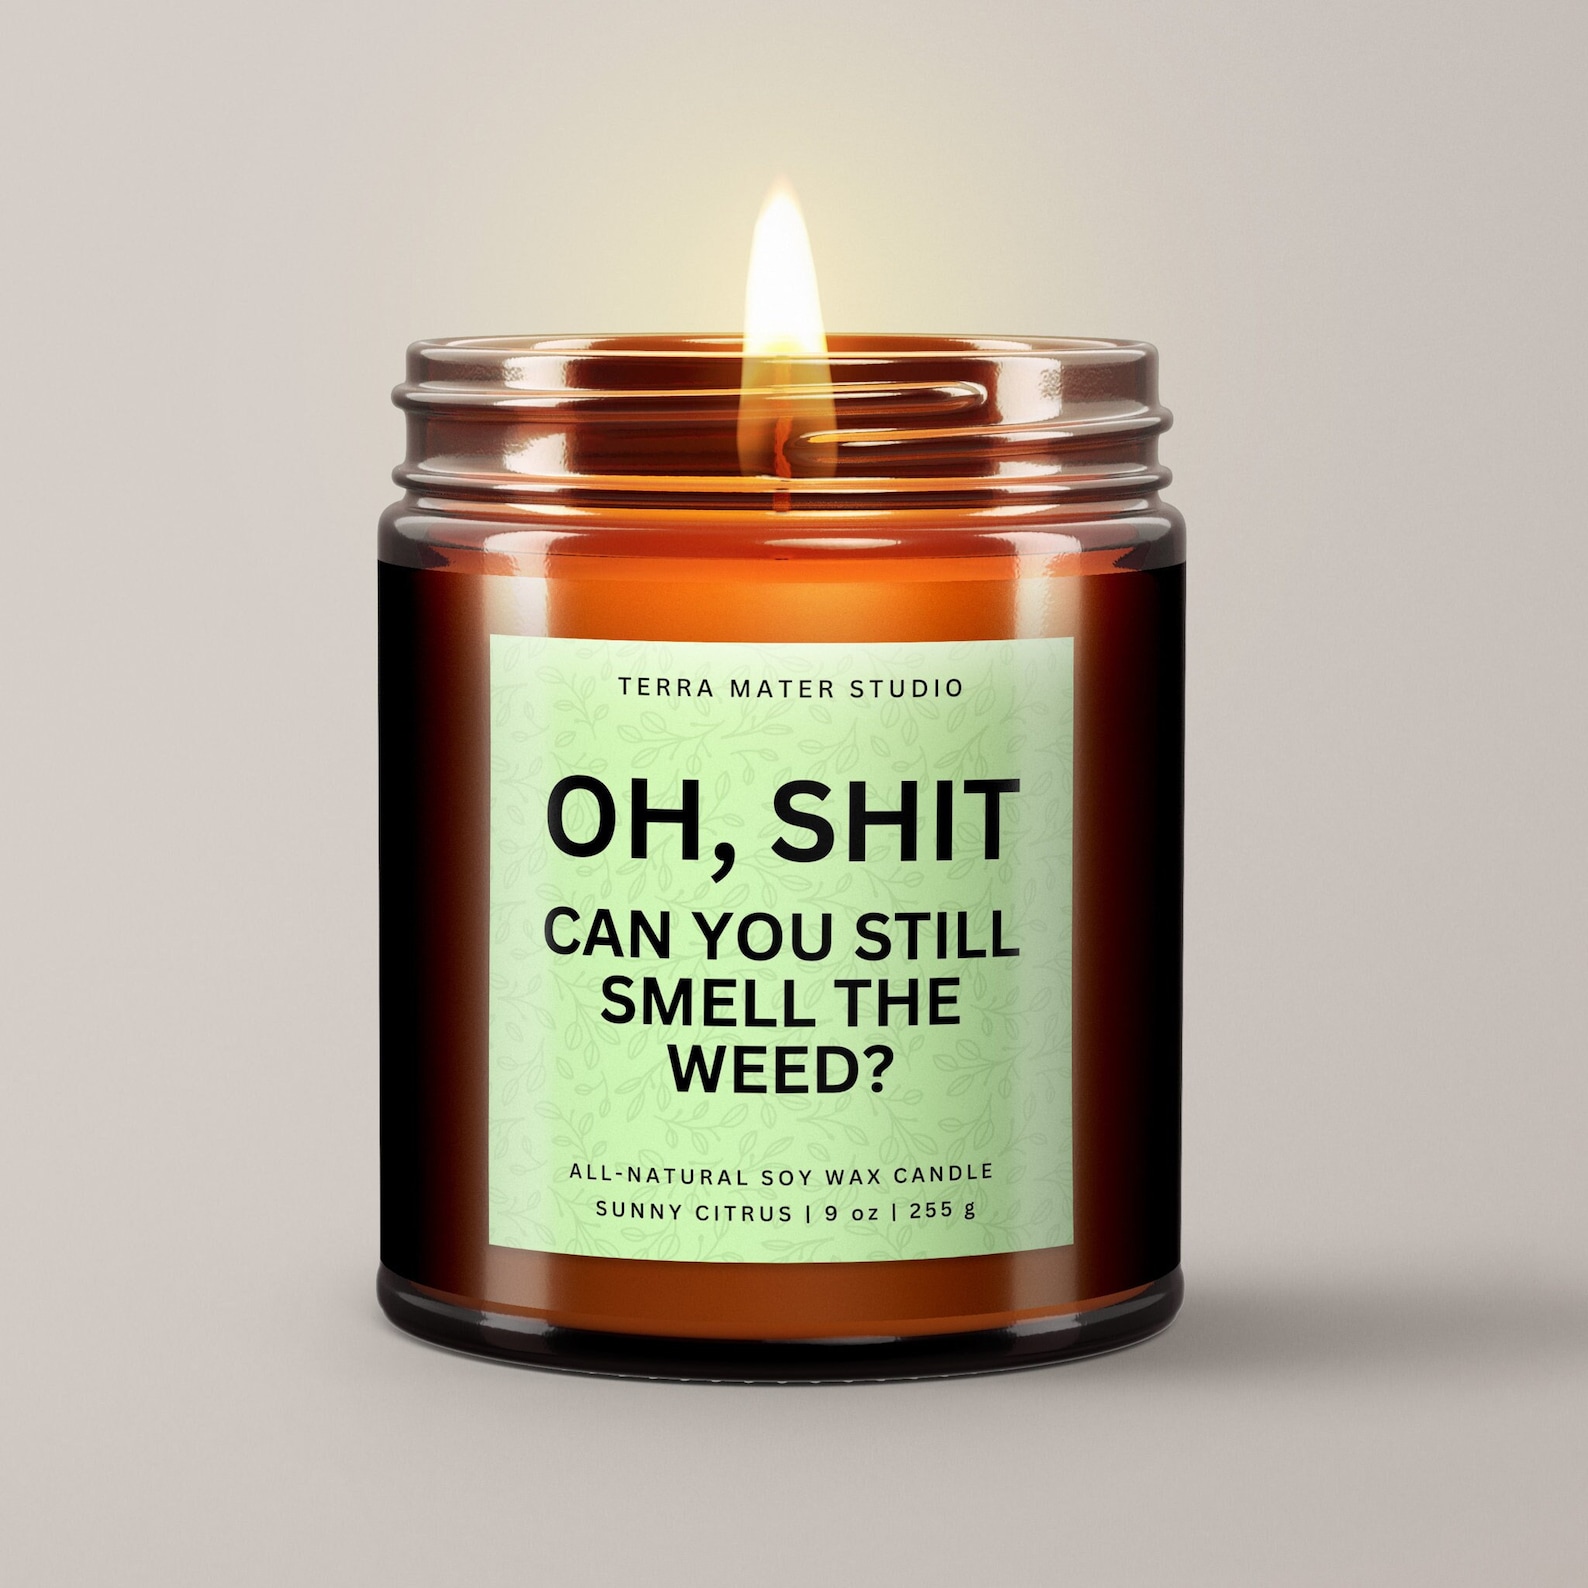 TERRA MATER STUDIO
OH, SHIT
CAN YOU STILL
SMELL THE
WEED?
ALL-NATURAL SOY WAX CANDLE
SUNNY CITRUS | 9 oz | 255 g